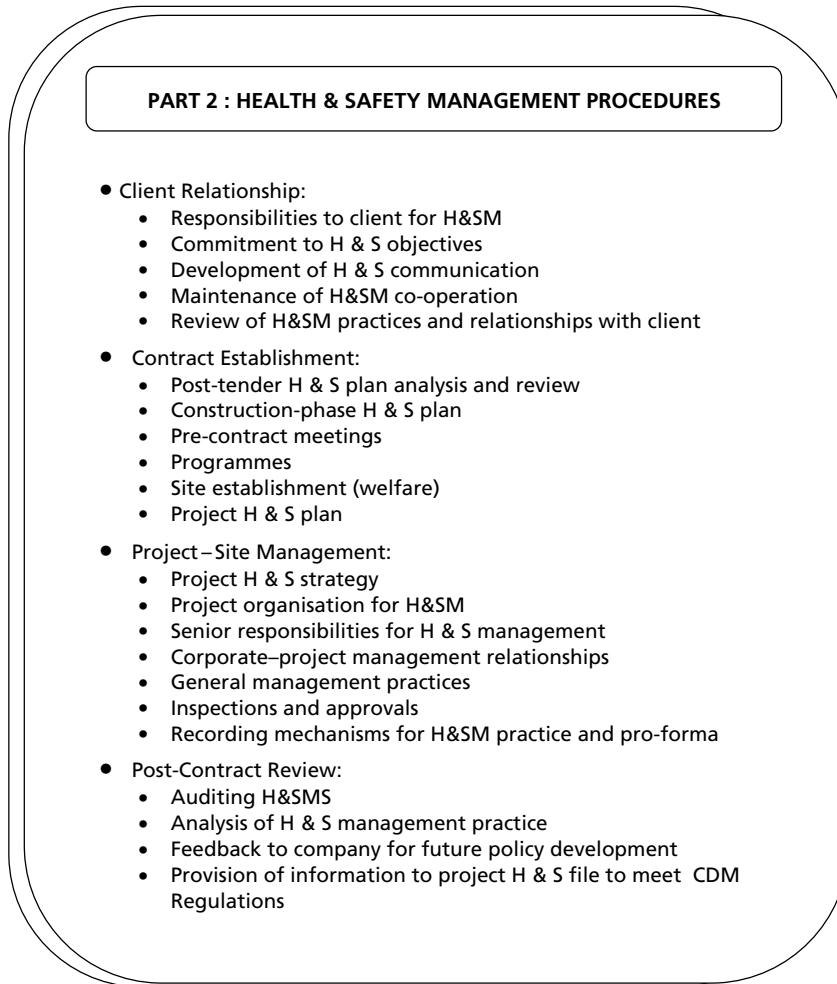 PART 2 : HEALTH & SAFETY MANAGEMENT PROCEDURES
• Client Relationship:
• Responsibilities to client for H&SM
• Commitment to H & S objectives
• Development of H & S communication
• Maintenance of H&SM co-operation
• Review of H&SM practices and relationships with client
• Contract Establishment:
• Post-tender H & S plan analysis and review
• Construction-phase H & S plan
• Pre-contract meetings
• Programmes
• Site establishment (welfare)
• Project H & S plan
• Project–Site Management:
• Project H & S strategy
• Project organisation for H&SM
• Senior responsibilities for H & S management
• Corporate–project management relationships
• General management practices
• Inspections and approvals
• Recording mechanisms for H&SM practice and pro-forma
• Post-Contract Review:
• Auditing H&SMS
• Analysis of H & S management practice
• Feedback to company for future policy development
• Provision of information to project H & S file to meet CDM
Regulations